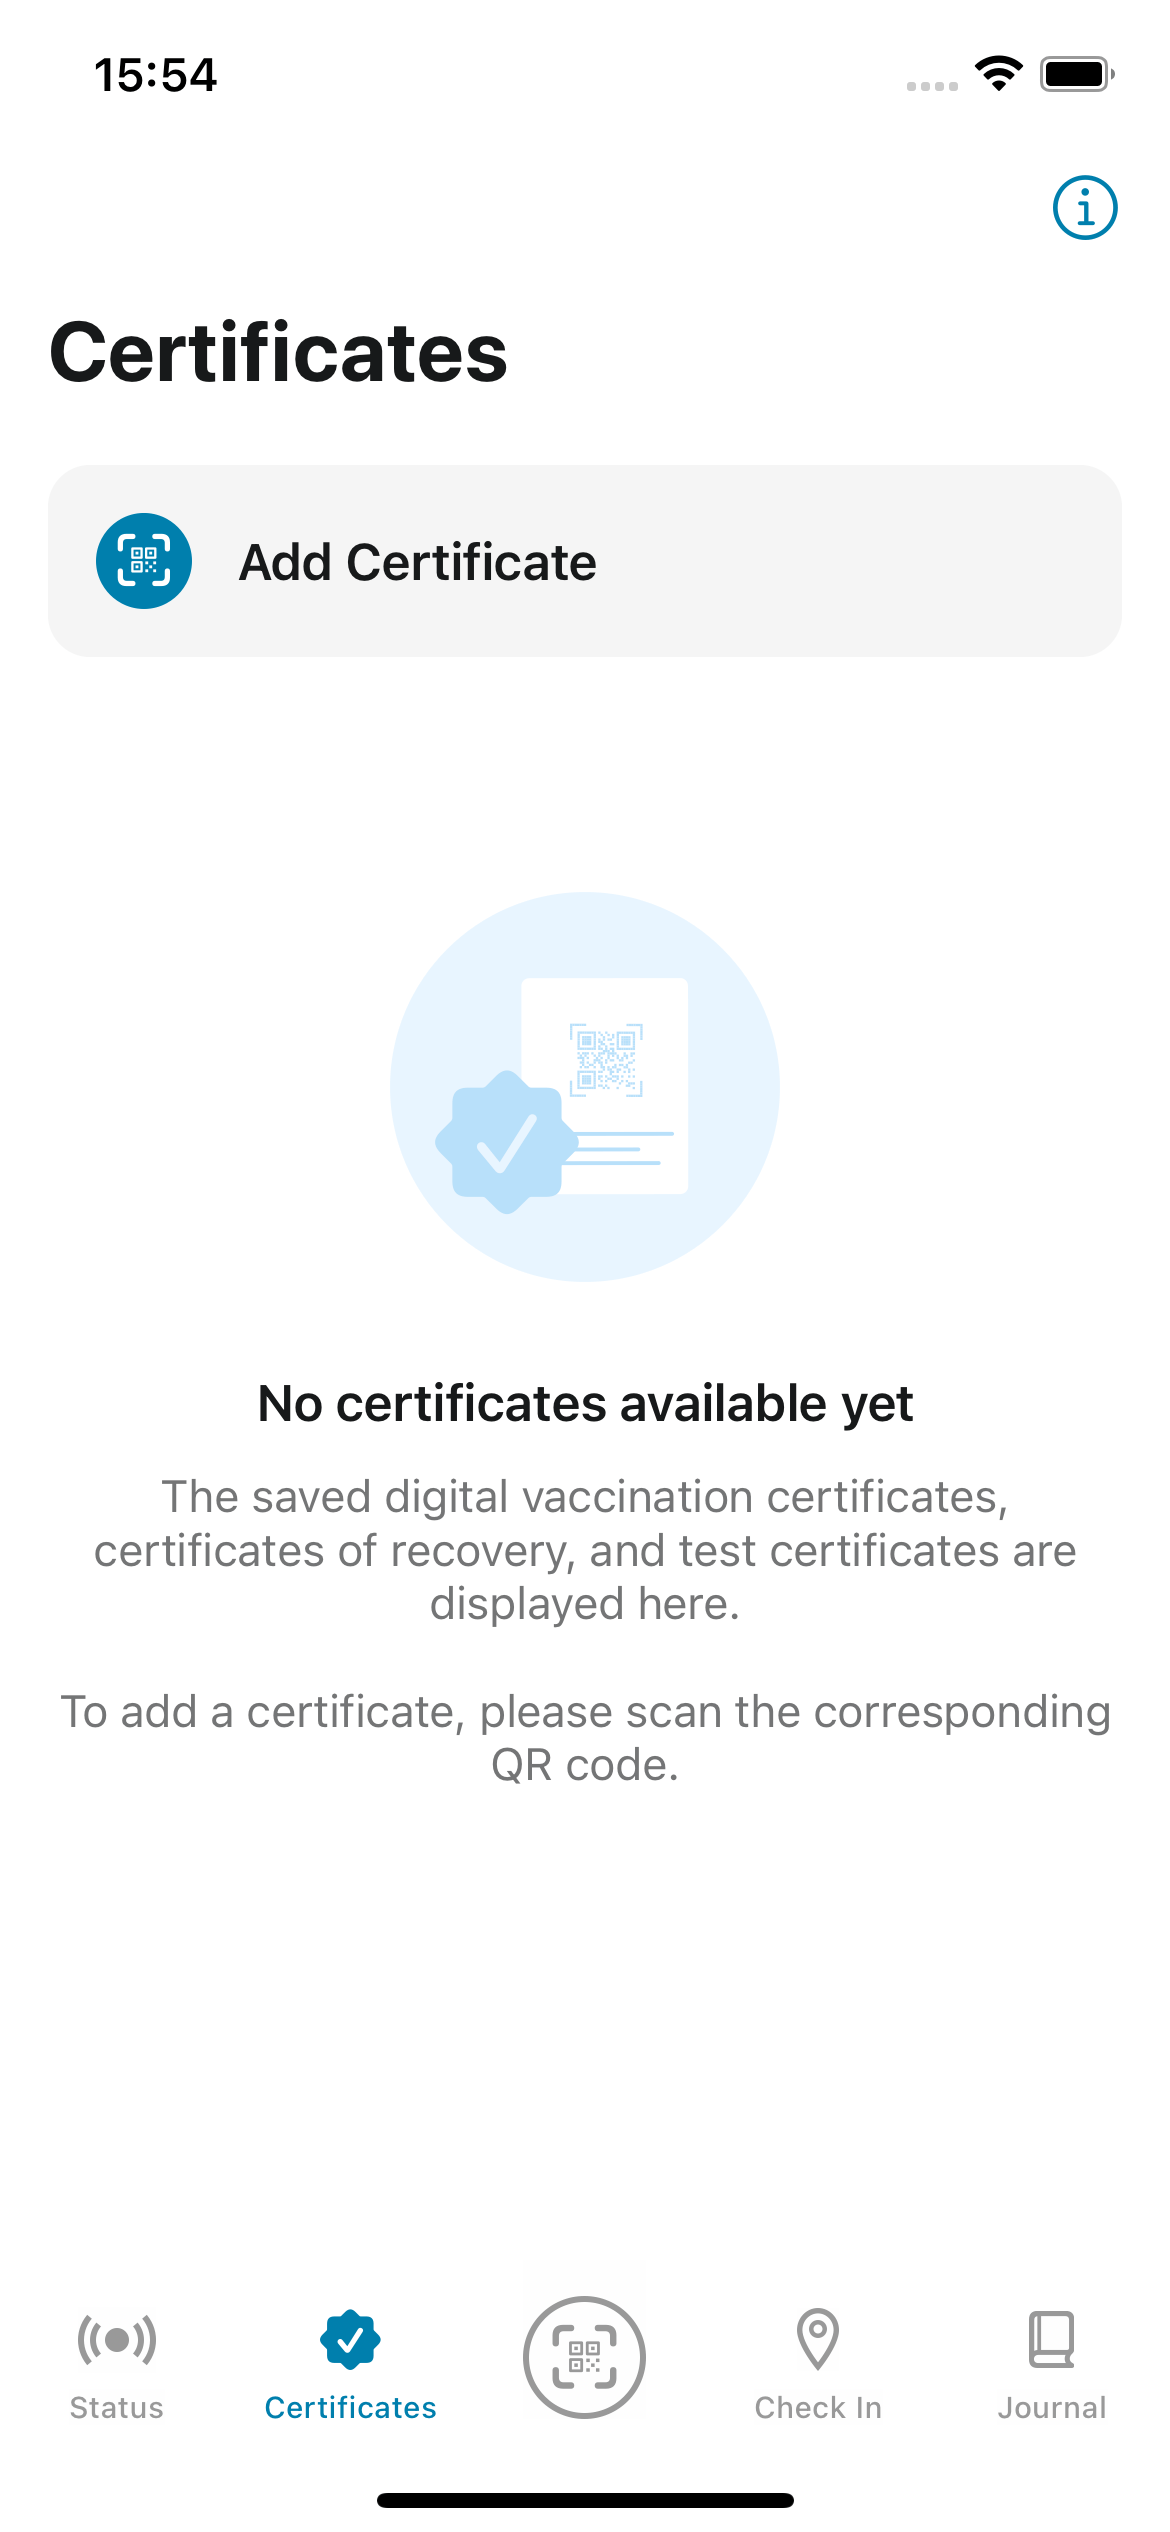 15:54
Certificates
Add Certificate
No certificates available yet
The saved digital vaccination certificates,
certificates of recovery, and test certificates are
displayed here.
To add a certificate, please scan the corresponding
QR code.
Status
Certificates
Check In
Journal